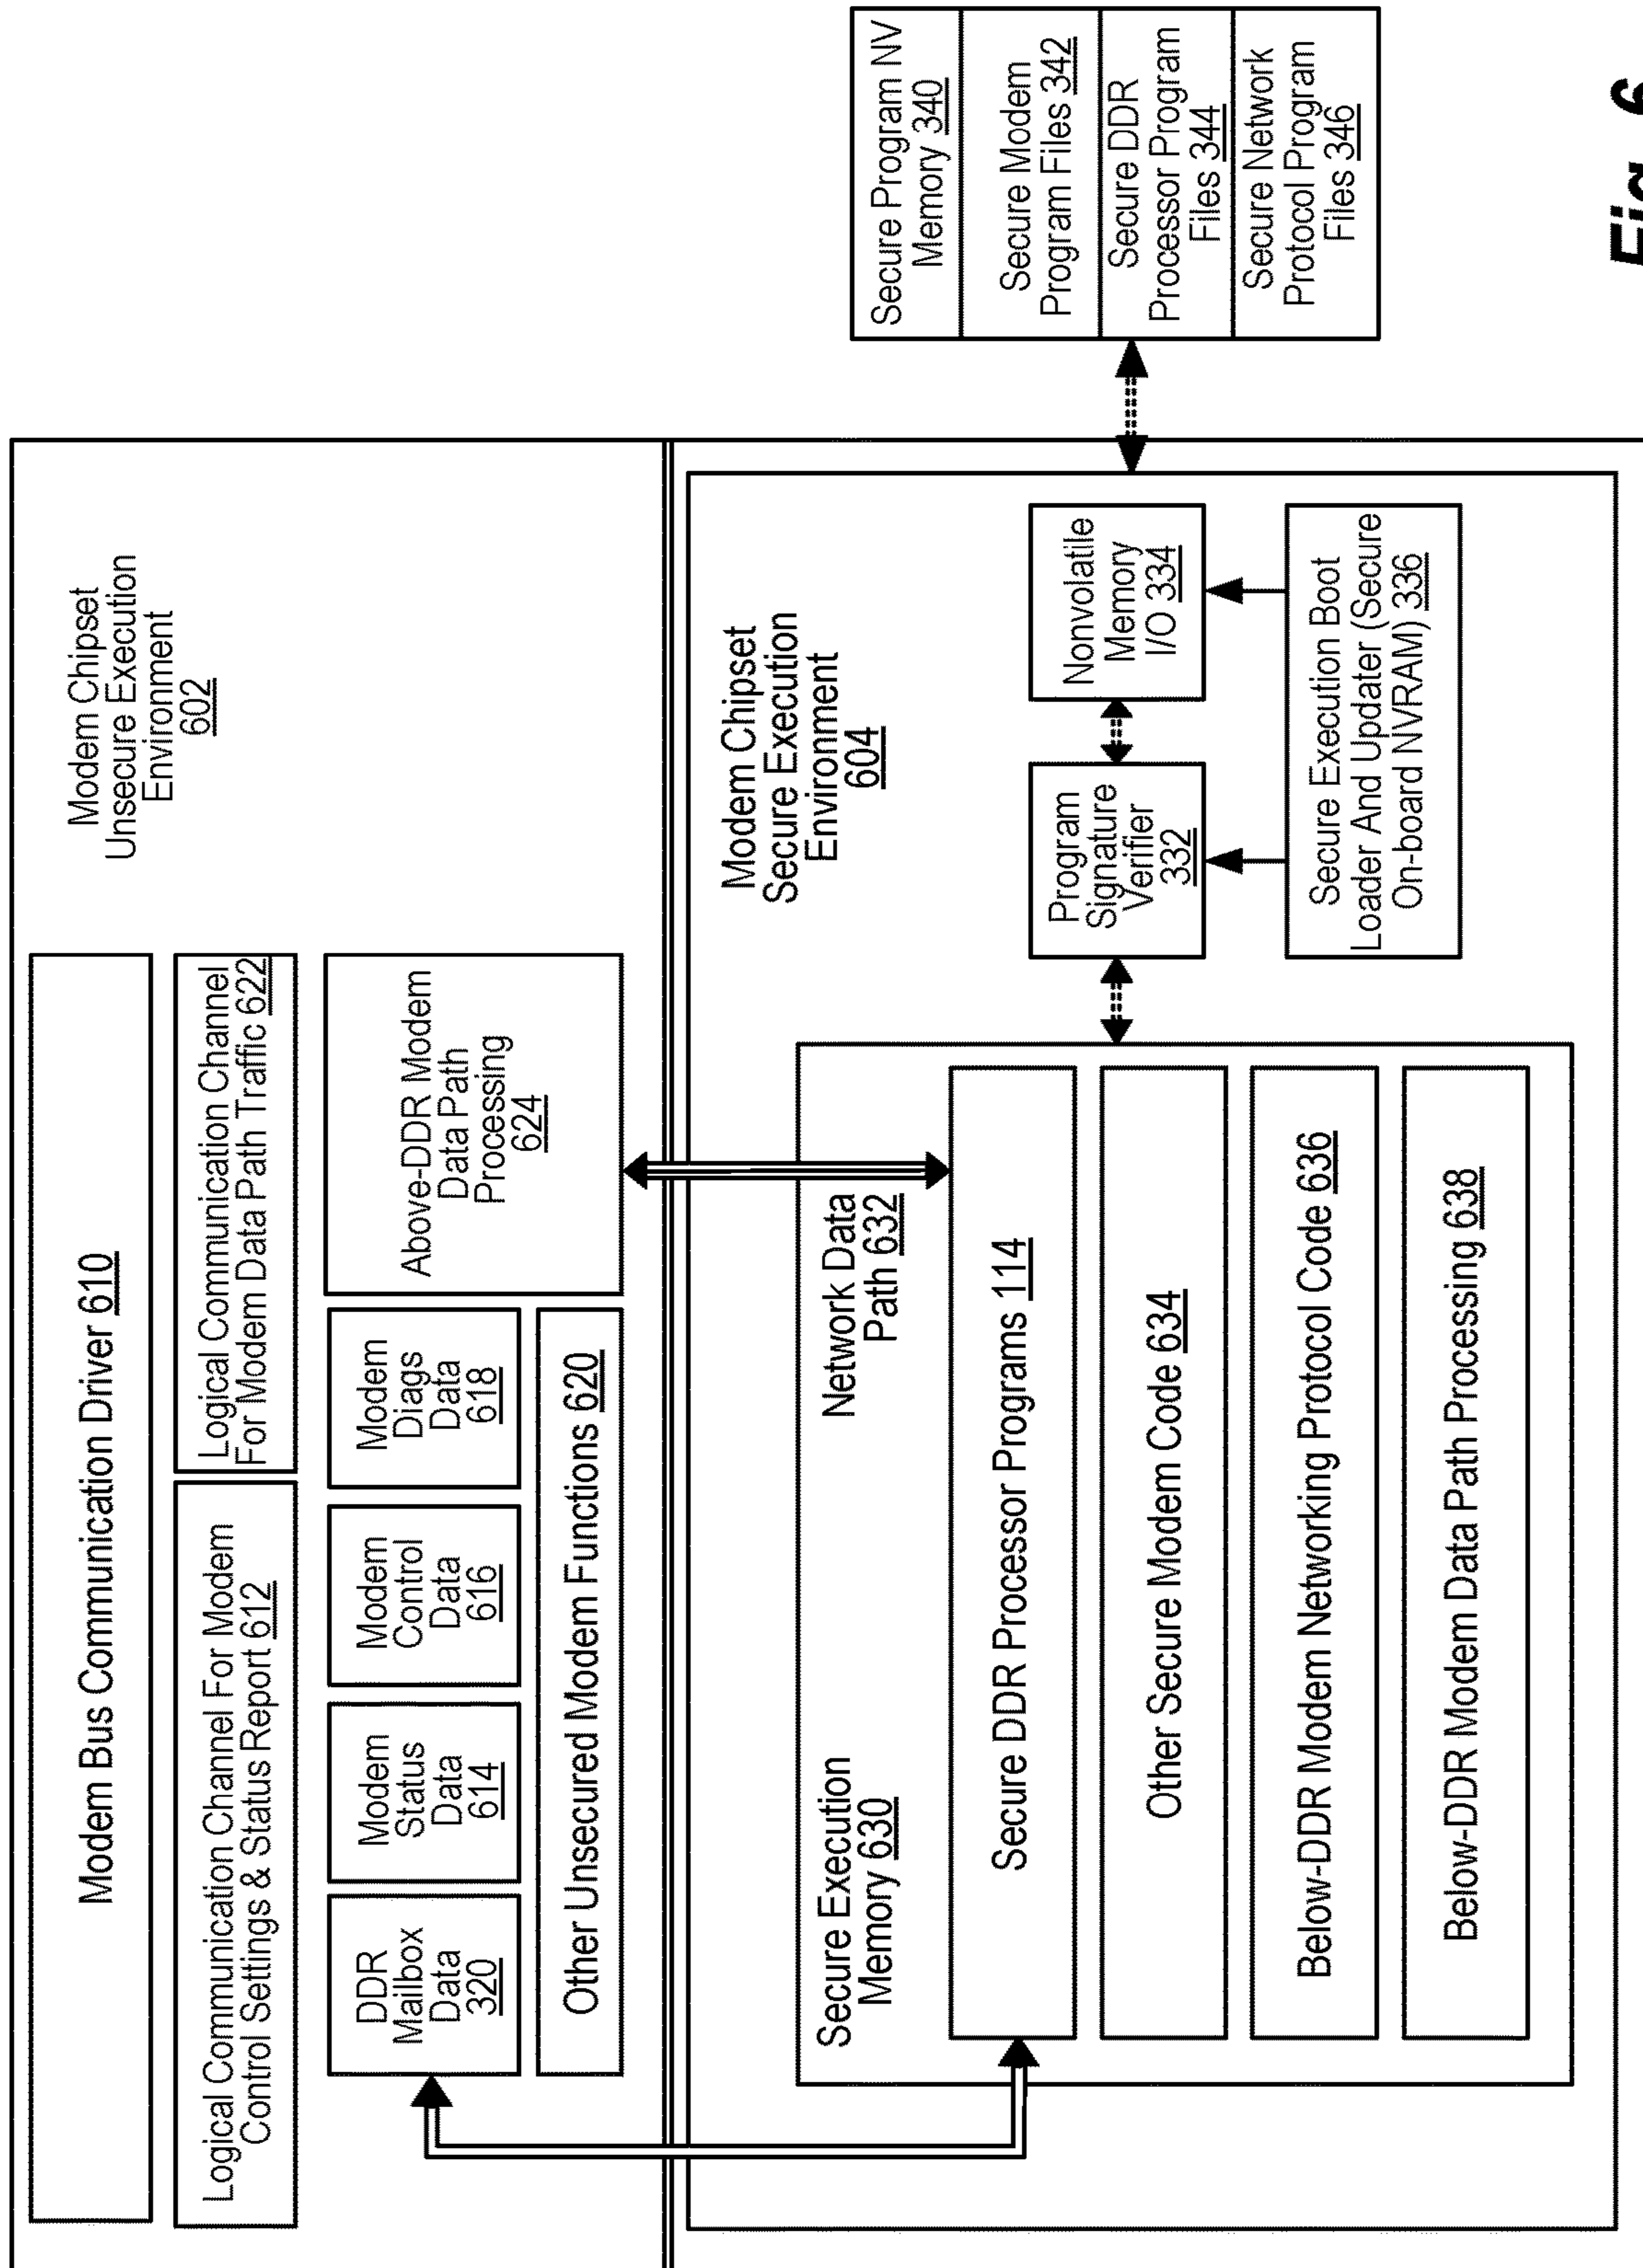 Modem Chipset
Unsecure Execution
Environment
602
Modem Bus Communication Driver 610
Logical Communication Channel For Modem
Control Settings & Status Report 612
Logical Communication Channel
For Modem Data Path Traffic 622
DDR
Mailbox
Data
320
Modem
Status
Data
614
Modem
Control
Data
616
Modem
Diags
Data
618
Above-DDR Modem
Data Path
Processing
624
Other Unsecured Modem Functions 620
Modem Chipset
Secure Execution
Environment
604
Secure Execution
Memory 630
Network Data
Path 632
Secure DDR Processor Programs 114
Other Secure Modem Code 634
Below-DDR Modem Networking Protocol Code 636
Below-DDR Modem Data Path Processing 638
Program
Signature
Verifier
332
Nonvolatile
Memory
I/O 334
Secure Execution Boot
Loader And Updater (Secure
On-board NVRAM) 336
Secure Program NV
Memory 340
Secure Modem
Program Files 342
Secure DDR
Processor Program
Files 344
Secure Network
Protocol Program
Files 346
Fig. 6